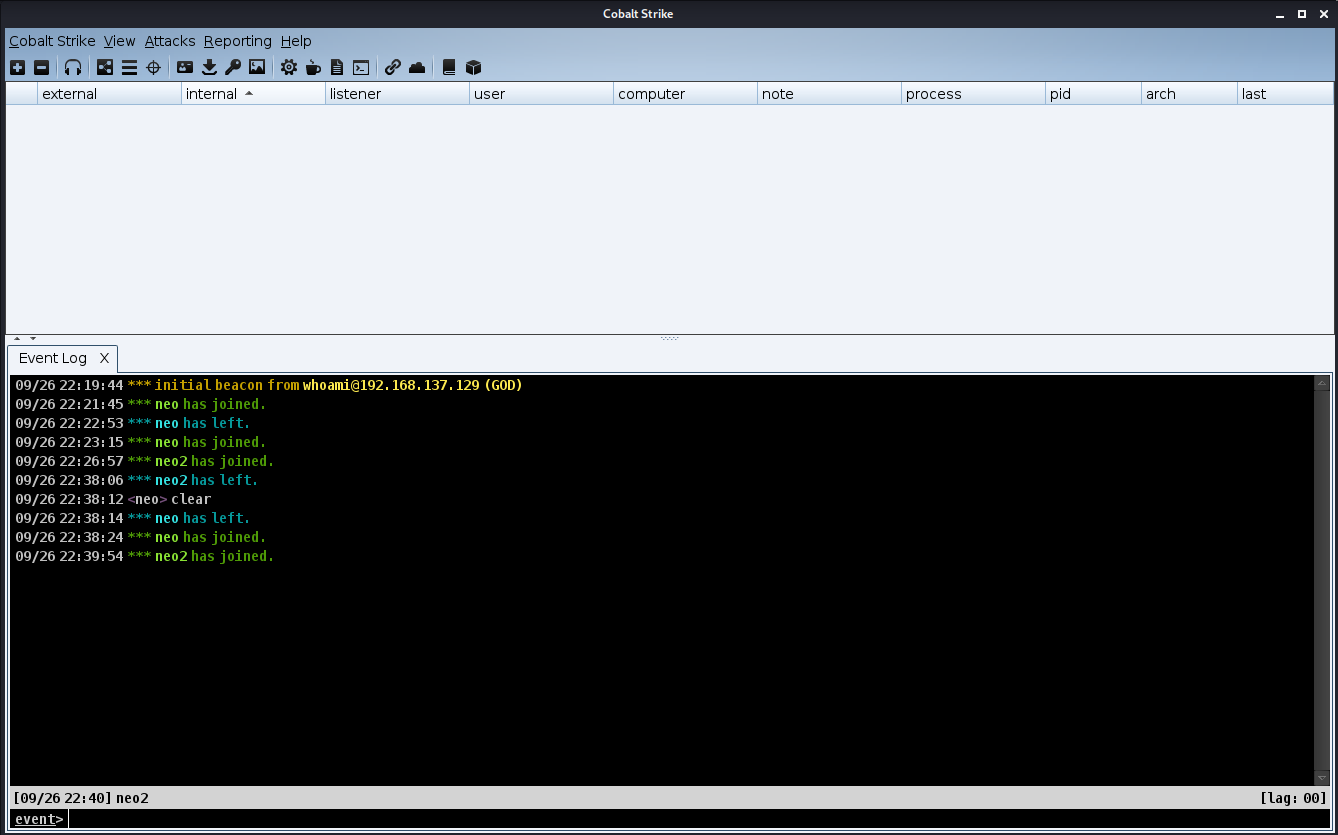 Cobalt Strike
Cobalt Strike View Attacks Reporting Help
external internal listener user computer note process pid arch last
Event Log X
09/26 22:19:44 *** initial beacon from whoami@192.168.137.129 (GOD)
09/26 22:21:45 *** neo has joined.
09/26 22:22:53 *** neo has left.
09/26 22:23:15 *** neo has joined.
09/26 22:26:57 *** neo2 has joined.
09/26 22:38:06 *** neo2 has left.
09/26 22:38:12 <neo> clear
09/26 22:38:14 *** neo has left.
09/26 22:38:24 *** neo has joined.
09/26 22:39:54 *** neo2 has joined.
[09/26 22:40] neo2 [lag: 00]
event>